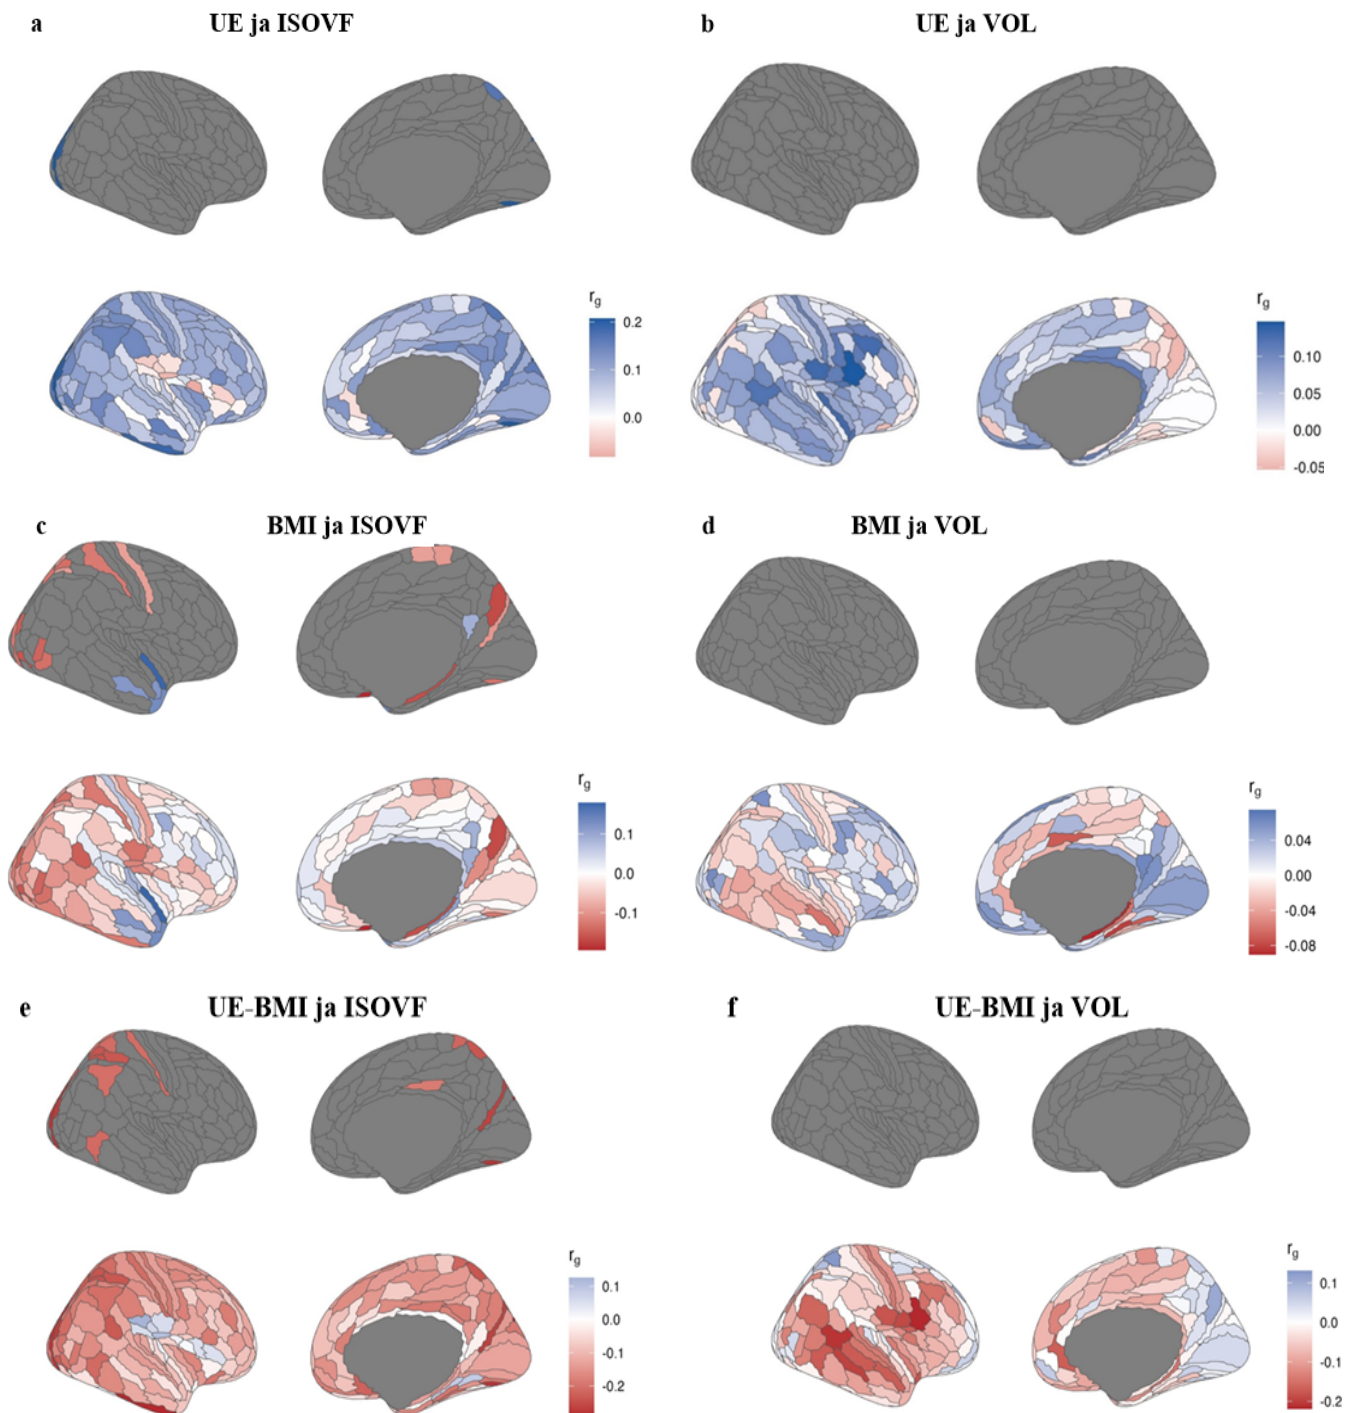 a UE ja ISOVF
b UE ja VOL
rg
0.2
0.1
0.0
rg
0.10
0.05
0.00
-0.05
c BMI ja ISOVF
d BMI ja VOL
rg
0.1
0.0
-0.1
rg
0.04
0.00
-0.04
-0.08
e UE-BMI ja ISOVF
f UE-BMI ja VOL
rg
0.1
0.0
-0.1
-0.2
rg
0.1
0.0
-0.1
-0.2